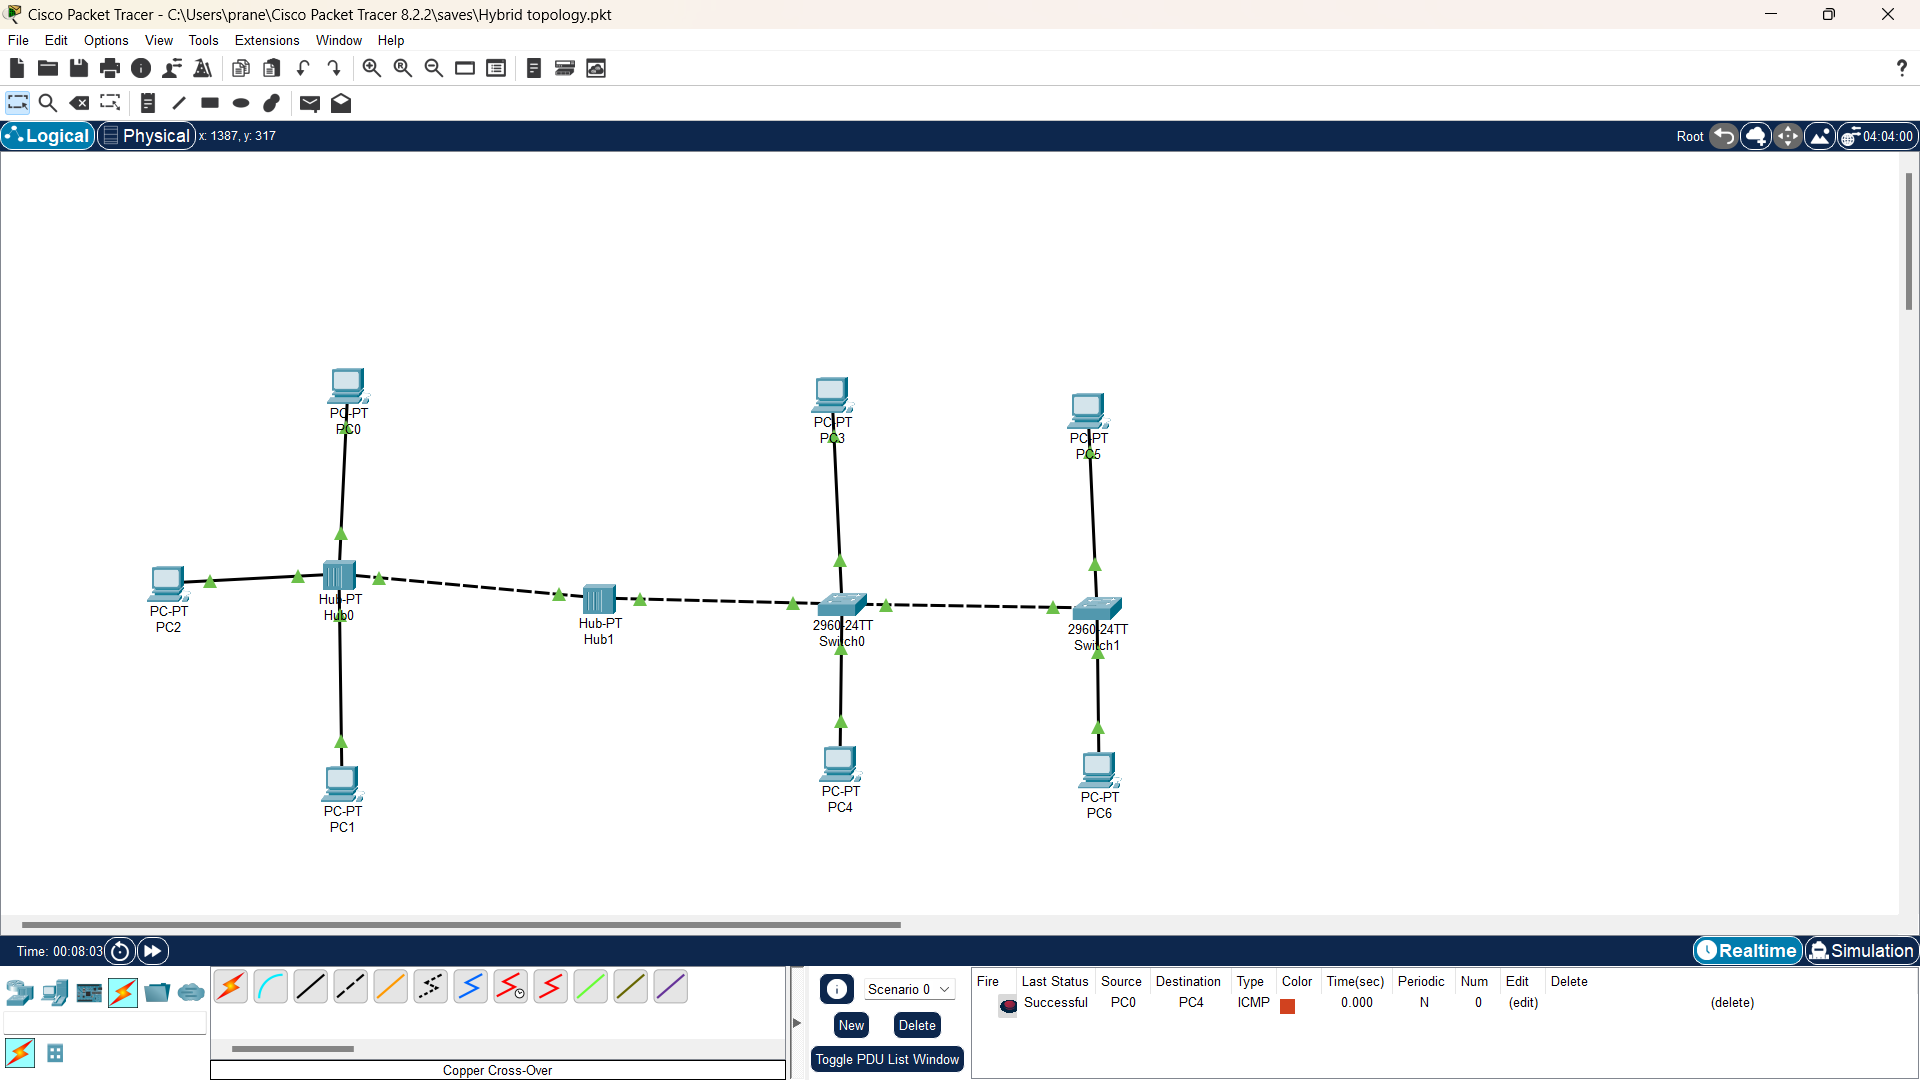 Cisco Packet Tracer - C:\Users\prane\Cisco Packet Tracer 8.2.2\saves\Hybrid topology.pkt
File Edit Options View Tools Extensions Window Help
?
Logical Physical x: 1387, y: 317 Root 04:04:00
PC-PT
PC0
PC-PT
PC3
PC-PT
PC5
PC-PT
PC2
Hub-PT
Hub0
Hub-PT
Hub1
2960-24TT
Switch0
2960-24TT
Switch1
PC-PT
PC1
PC-PT
PC4
PC-PT
PC6
Time: 00:08:03 Realtime Simulation
Scenario 0
New Delete
Toggle PDU List Window
Fire Last Status Source Destination Type Color Time(sec) Periodic Num Edit Delete
Successful PC0 PC4 ICMP 0.000 N 0 (edit) (delete)
Copper Cross-Over